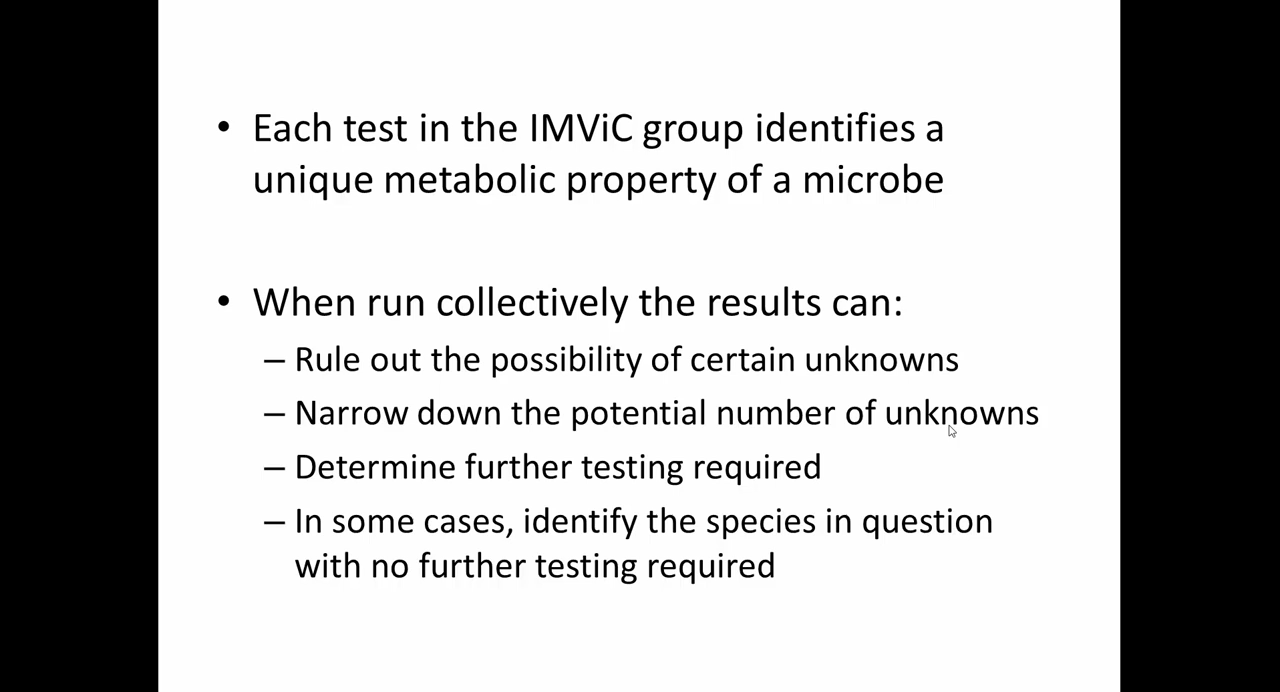 • Each test in the IMViC group identifies a
unique metabolic property of a microbe
• When run collectively the results can:
– Rule out the possibility of certain unknowns
– Narrow down the potential number of unknowns
– Determine further testing required
– In some cases, identify the species in question
with no further testing required